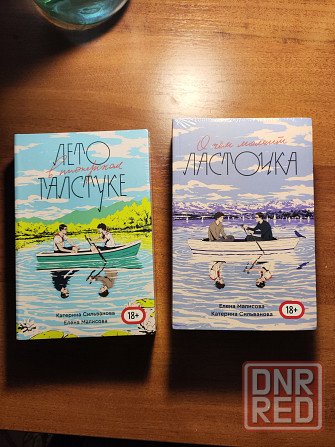 ЛЕТО
в пионерском
ГАЛСТУКЕ
Катерина Сильванова
Елена Малисова
18+
О чём молчит
ЛАСТОЧКА
Елена Малисова
Катерина Сильванова
18+
DNR
RED